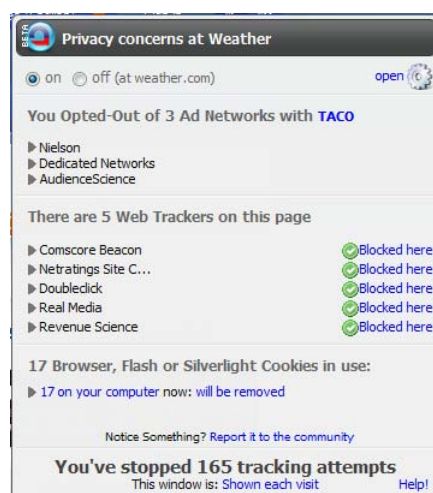 BETA
Privacy concerns at Weather
on off (at weather.com) open
You Opted-Out of 3 Ad Networks with TACO
Nielson
Dedicated Networks
AudienceScience
There are 5 Web Trackers on this page
Comscore Beacon Blocked here
Netratings Site C... Blocked here
Doubleclick Blocked here
Real Media Blocked here
Revenue Science Blocked here
17 Browser, Flash or Silverlight Cookies in use:
17 on your computer now: will be removed
Notice Something? Report it to the community
You've stopped 165 tracking attempts
This window is: Shown each visit Help!